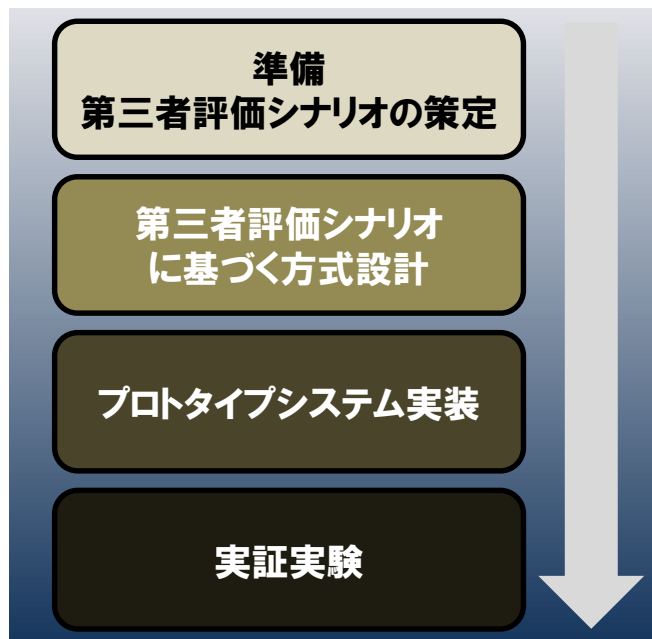 準備
第三者評価シナリオの策定
第三者評価シナリオ
に基づく方式設計
プロトタイプシステム実装
実証実験